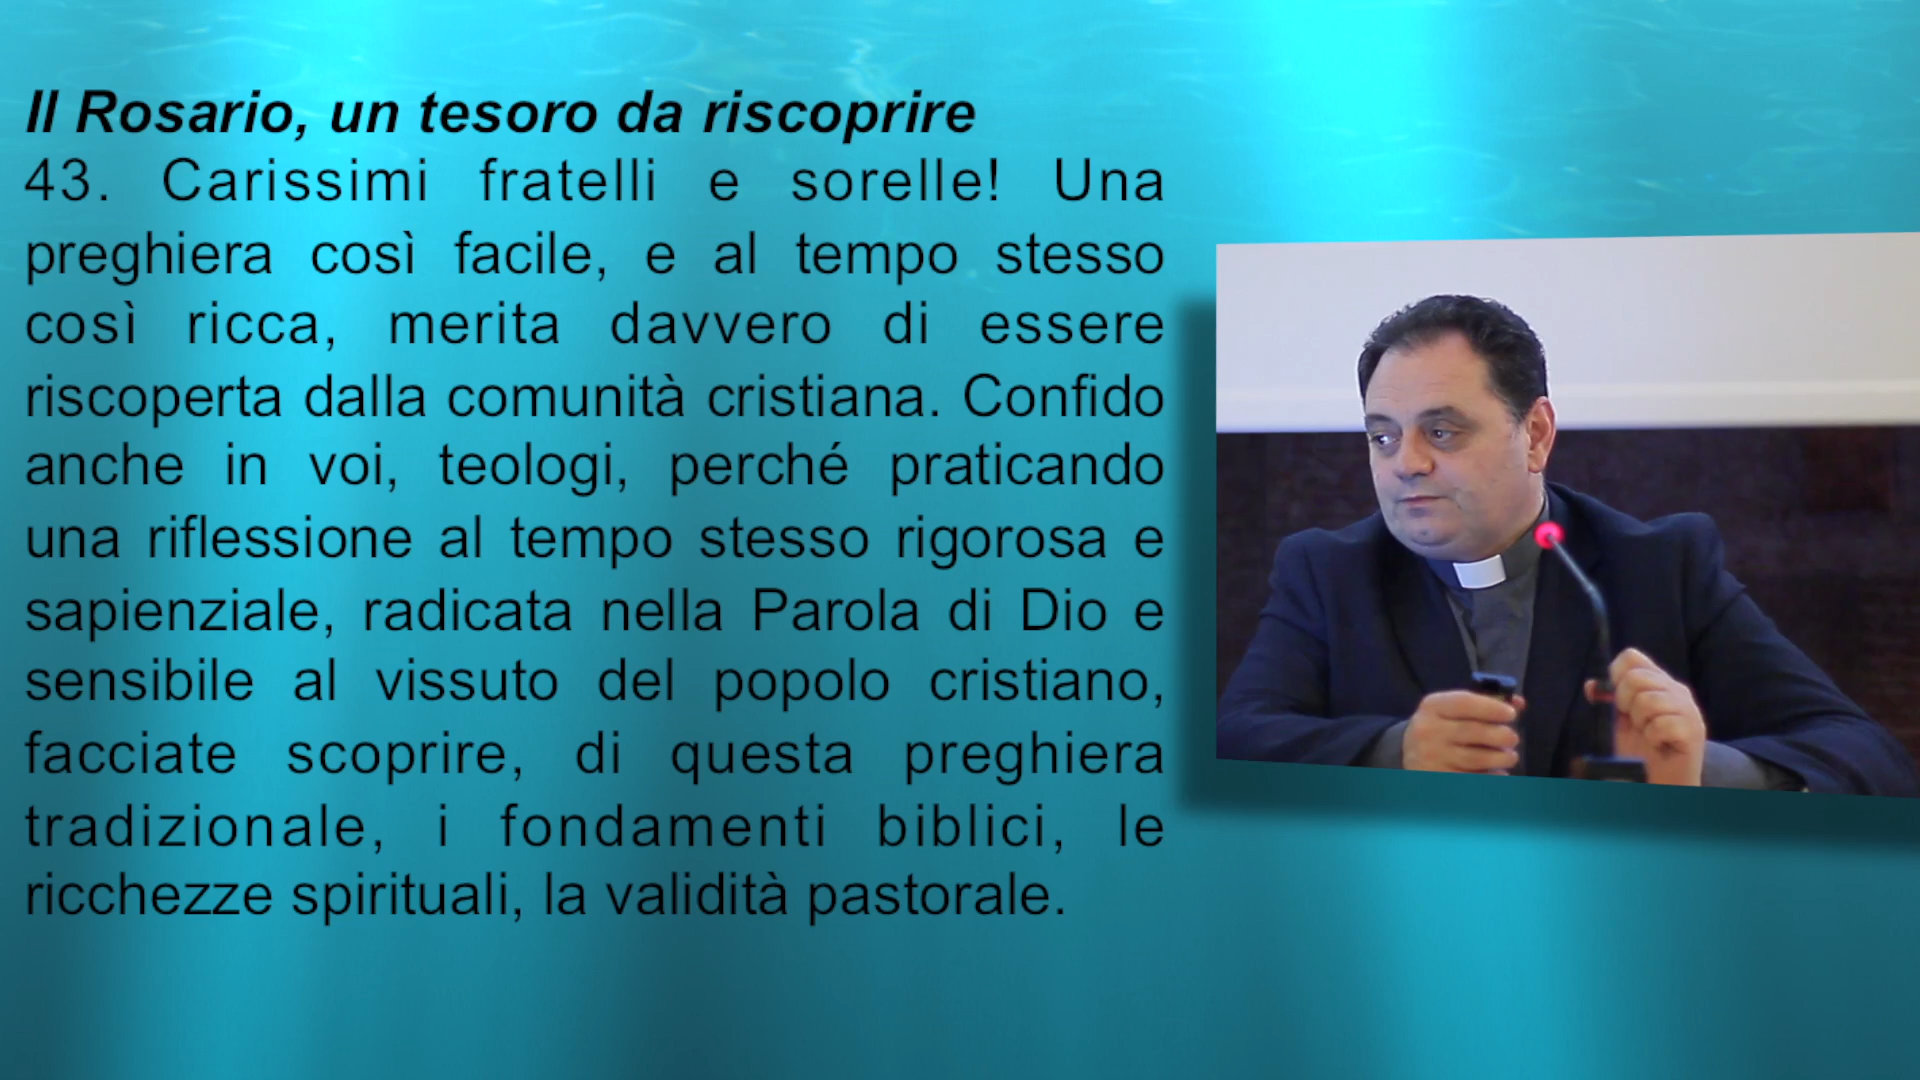 Il Rosario, un tesoro da riscoprire
43. Carissimi fratelli e sorelle! Una
preghiera così facile, e al tempo stesso
così ricca, merita davvero di essere
riscoperta dalla comunità cristiana. Confido
anche in voi, teologi, perché praticando
una riflessione al tempo stesso rigorosa e
sapienziale, radicata nella Parola di Dio e
sensibile al vissuto del popolo cristiano,
facciate scoprire, di questa preghiera
tradizionale, i fondamenti biblici, le
ricchezze spirituali, la validità pastorale.